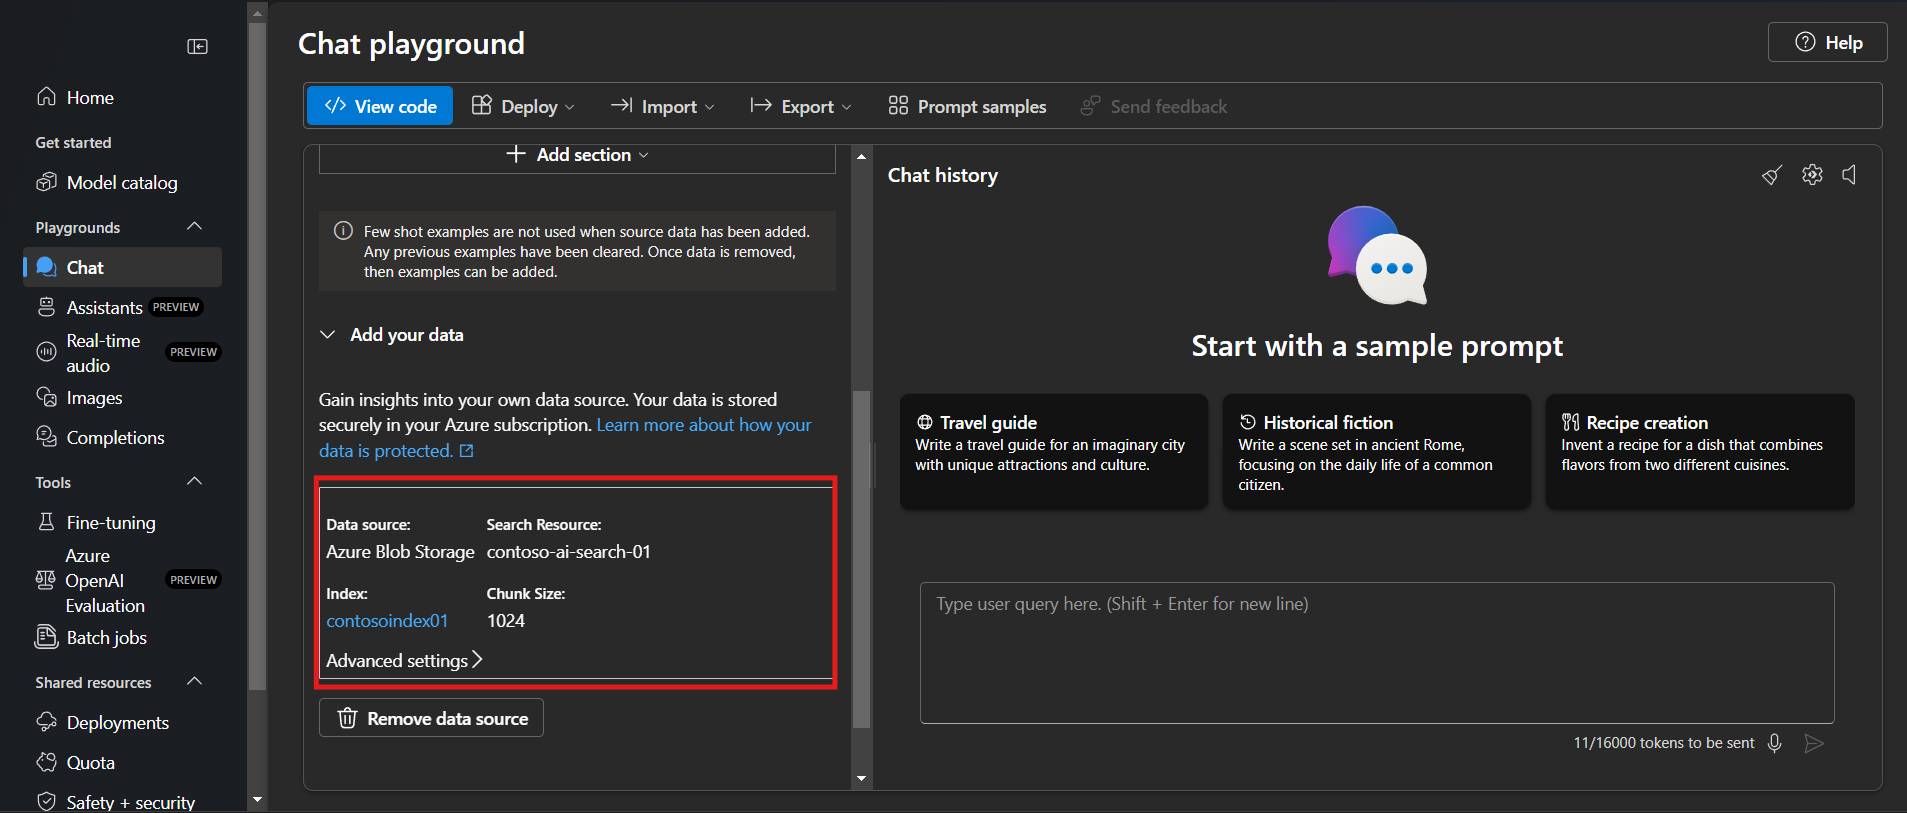 Home
Get started
Model catalog
Playgrounds
Chat
Assistants PREVIEW
Real-time
audio
PREVIEW
Images
Completions
Tools
Fine-tuning
Azure
OpenAI
Evaluation
PREVIEW
Batch jobs
Shared resources
Deployments
Quota
Safety + security
Chat playground
Help
View code
Deploy
Import
Export
Prompt samples
Send feedback
Add section
Few shot examples are not used when source data has been added.
Any previous examples have been cleared. Once data is removed,
then examples can be added.
Add your data
Gain insights into your own data source. Your data is stored
securely in your Azure subscription. Learn more about how your
data is protected.
Data source:
Azure Blob Storage
Search Resource:
contoso-ai-search-01
Index:
contosoindex01
Chunk Size:
1024
Advanced settings
Remove data source
Chat history
Start with a sample prompt
Travel guide
Write a travel guide for an imaginary city
with unique attractions and culture.
Historical fiction
Write a scene set in ancient Rome,
focusing on the daily life of a common
citizen.
Recipe creation
Invent a recipe for a dish that combines
flavors from two different cuisines.
Type user query here. (Shift + Enter for new line)
11/16000 tokens to be sent